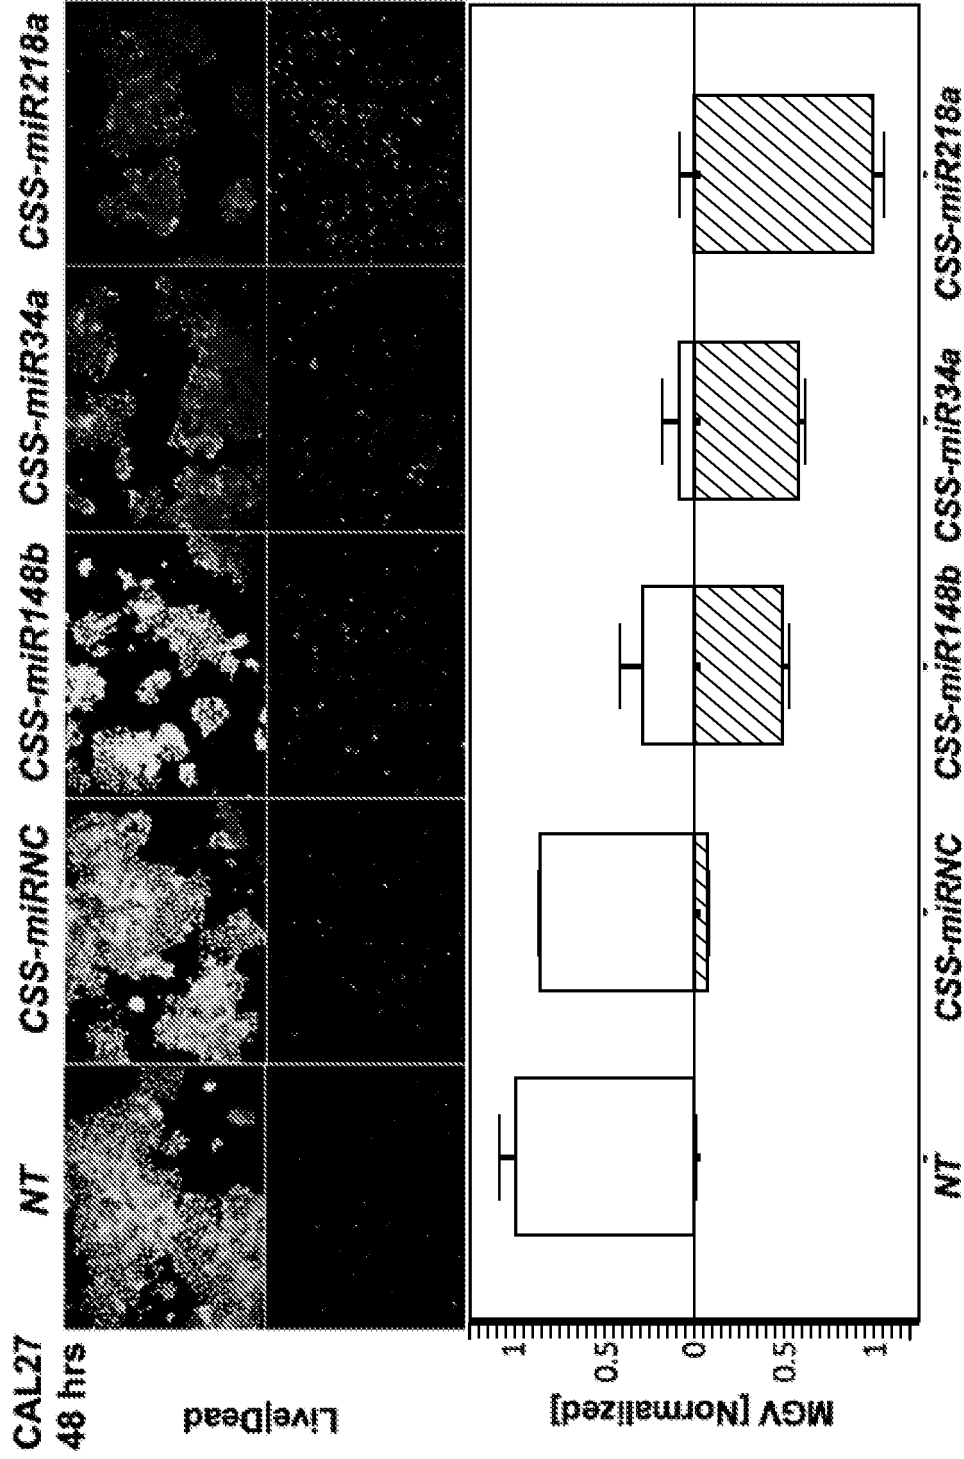 CAL27
48 hrs
NT CSS-miRNC CSS-miR148b CSS-miR34a CSS-miR218a
Live|Dead
MGV [Normalized]
1
0.5
0
0.5
1
NT CSS-miRNC CSS-miR148b CSS-miR34a CSS-miR218a